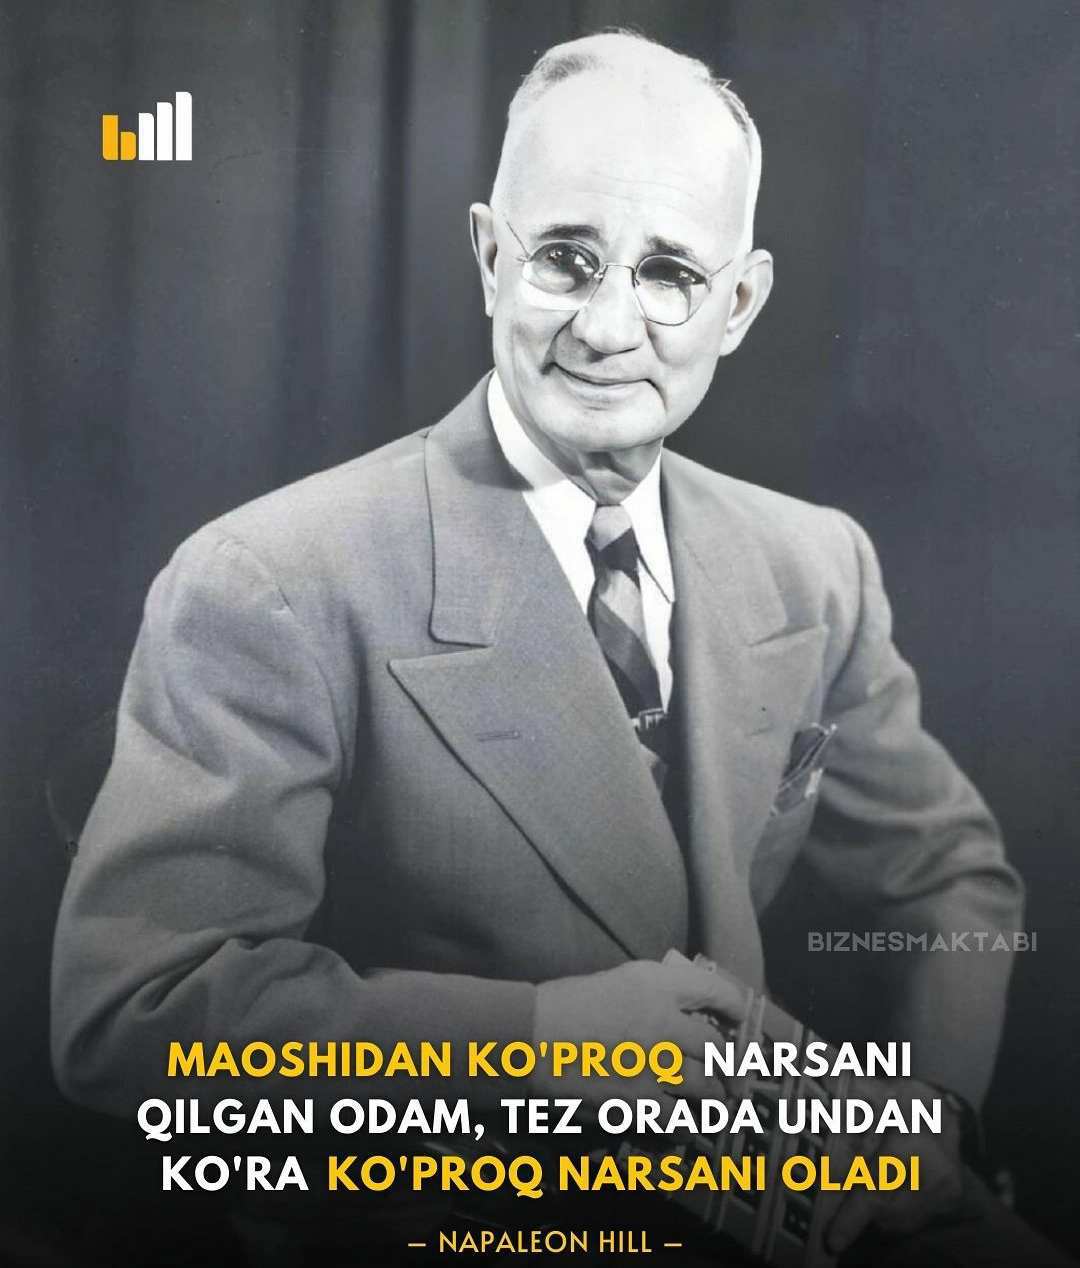 BIZNESMAKTABI
MAOSHIDAN KO'PROQ NARSANI
QILGAN ODAM, TEZ ORADA UNDAN
KO'RA KO'PROQ NARSANI OLADI
– NAPALEON HILL –